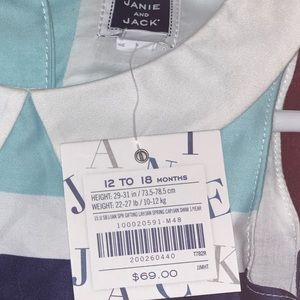 JANIE
AND
JACK
12 TO 18 MONTHS
HEIGHT: 29-31 in / 73.5-78.5 cm
WEIGHT: 22-27 lb / 10-12 kg
100020591-M48
200260440
T782R
$69.00